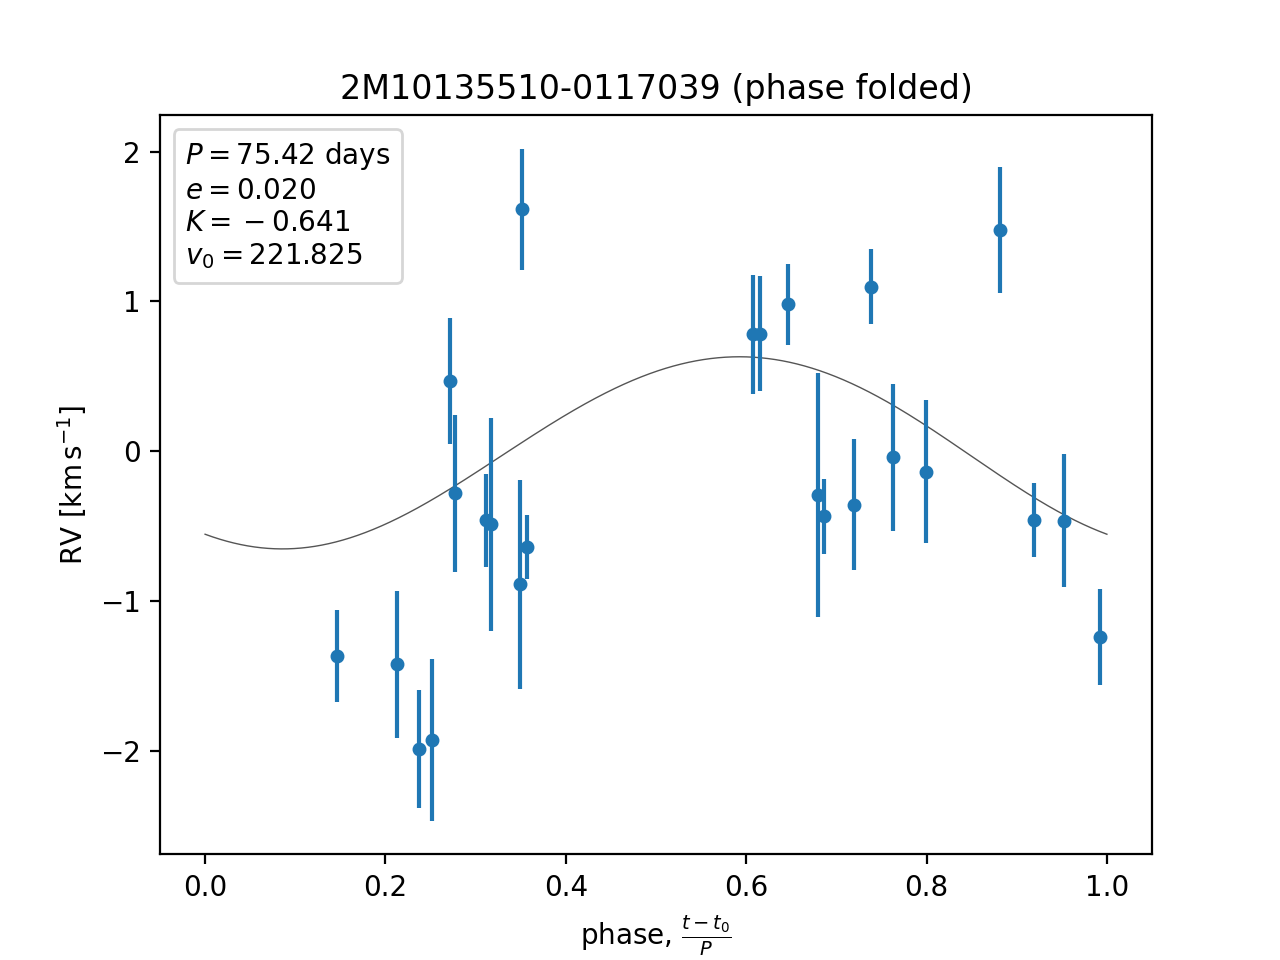 2M10135510-0117039 (phase folded)
P = 75.42 days
e = 0.020
K = −0.641
v₀ = 221.825
2
1
0
−1
−2
RV [km s⁻¹]
0.0 0.2 0.4 0.6 0.8 1.0
phase, (t − t₀)/P